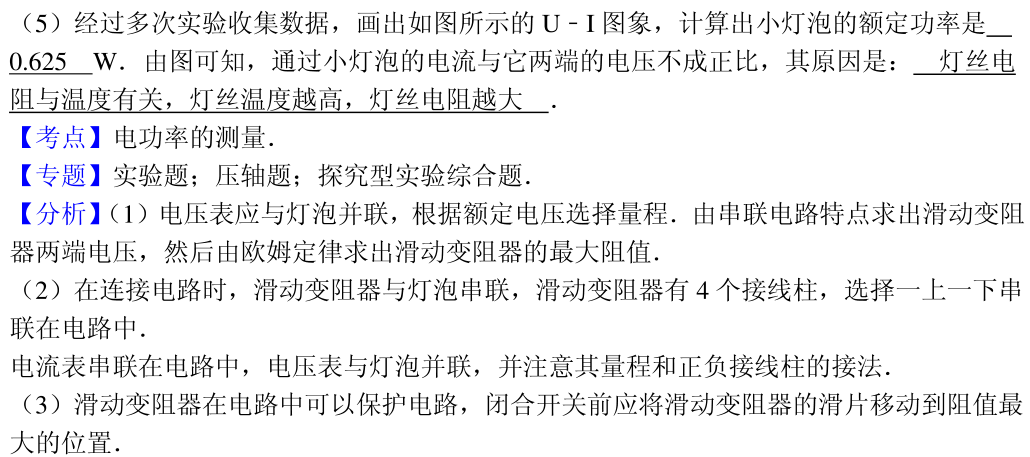 （5）经过多次实验收集数据，画出如图所示的 U﹣I 图象，计算出小灯泡的额定功率是
0.625 W．由图可知，通过小灯泡的电流与它两端的电压不成正比，其原因是： 灯丝电
阻与温度有关，灯丝温度越高，灯丝电阻越大 ．
【考点】电功率的测量．
【专题】实验题；压轴题；探究型实验综合题．
【分析】（1）电压表应与灯泡并联，根据额定电压选择量程．由串联电路特点求出滑动变阻
器两端电压，然后由欧姆定律求出滑动变阻器的最大阻值．
（2）在连接电路时，滑动变阻器与灯泡串联，滑动变阻器有 4 个接线柱，选择一上一下串
联在电路中．
电流表串联在电路中，电压表与灯泡并联，并注意其量程和正负接线柱的接法．
（3）滑动变阻器在电路中可以保护电路，闭合开关前应将滑动变阻器的滑片移动到阻值最
大的位置．